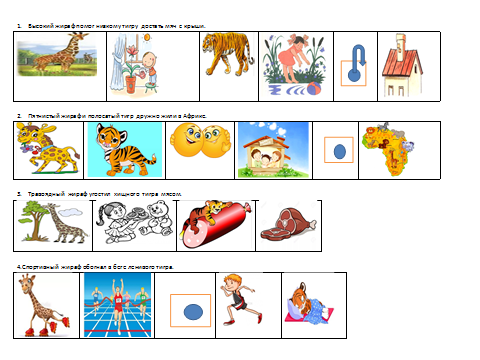 1. Высокий жираф помог низкому тигру достать мяч с крыши.
2. Пятнистый жираф и полосатый тигр дружно жили в Африке.
3. Травоядный жираф угостил хищного тигра мясом.
4.Спортивный жираф обогнал в беге ленивого тигра.